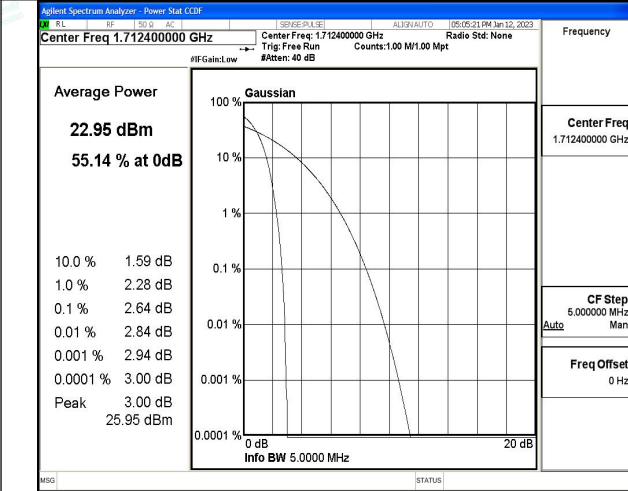 Agilent Spectrum Analyzer - Power Stat CCDF
RL RF 50 Ω AC SENSE:PULSE ALIGN AUTO 05:05:21 PM Jan 12, 2023
Center Freq 1.712400000 GHz
Center Freq: 1.712400000 GHz Radio Std: None
Trig: Free Run Counts:1.00 M/1.00 Mpt
#IFGain:Low #Atten: 40 dB
Frequency
Average Power
22.95 dBm
55.14 % at 0dB
10.0 % 1.59 dB
1.0 % 2.28 dB
0.1 % 2.64 dB
0.01 % 2.84 dB
0.001 % 2.94 dB
0.0001 % 3.00 dB
Peak 3.00 dB
25.95 dBm
Gaussian
100 %
10 %
1 %
0.1 %
0.01 %
0.001 %
0.0001 %
0 dB 20 dB
Info BW 5.0000 MHz
Center Freq
1.712400000 GHz
CF Step
5.000000 MHz
Auto Man
Freq Offset
0 Hz
MSG STATUS